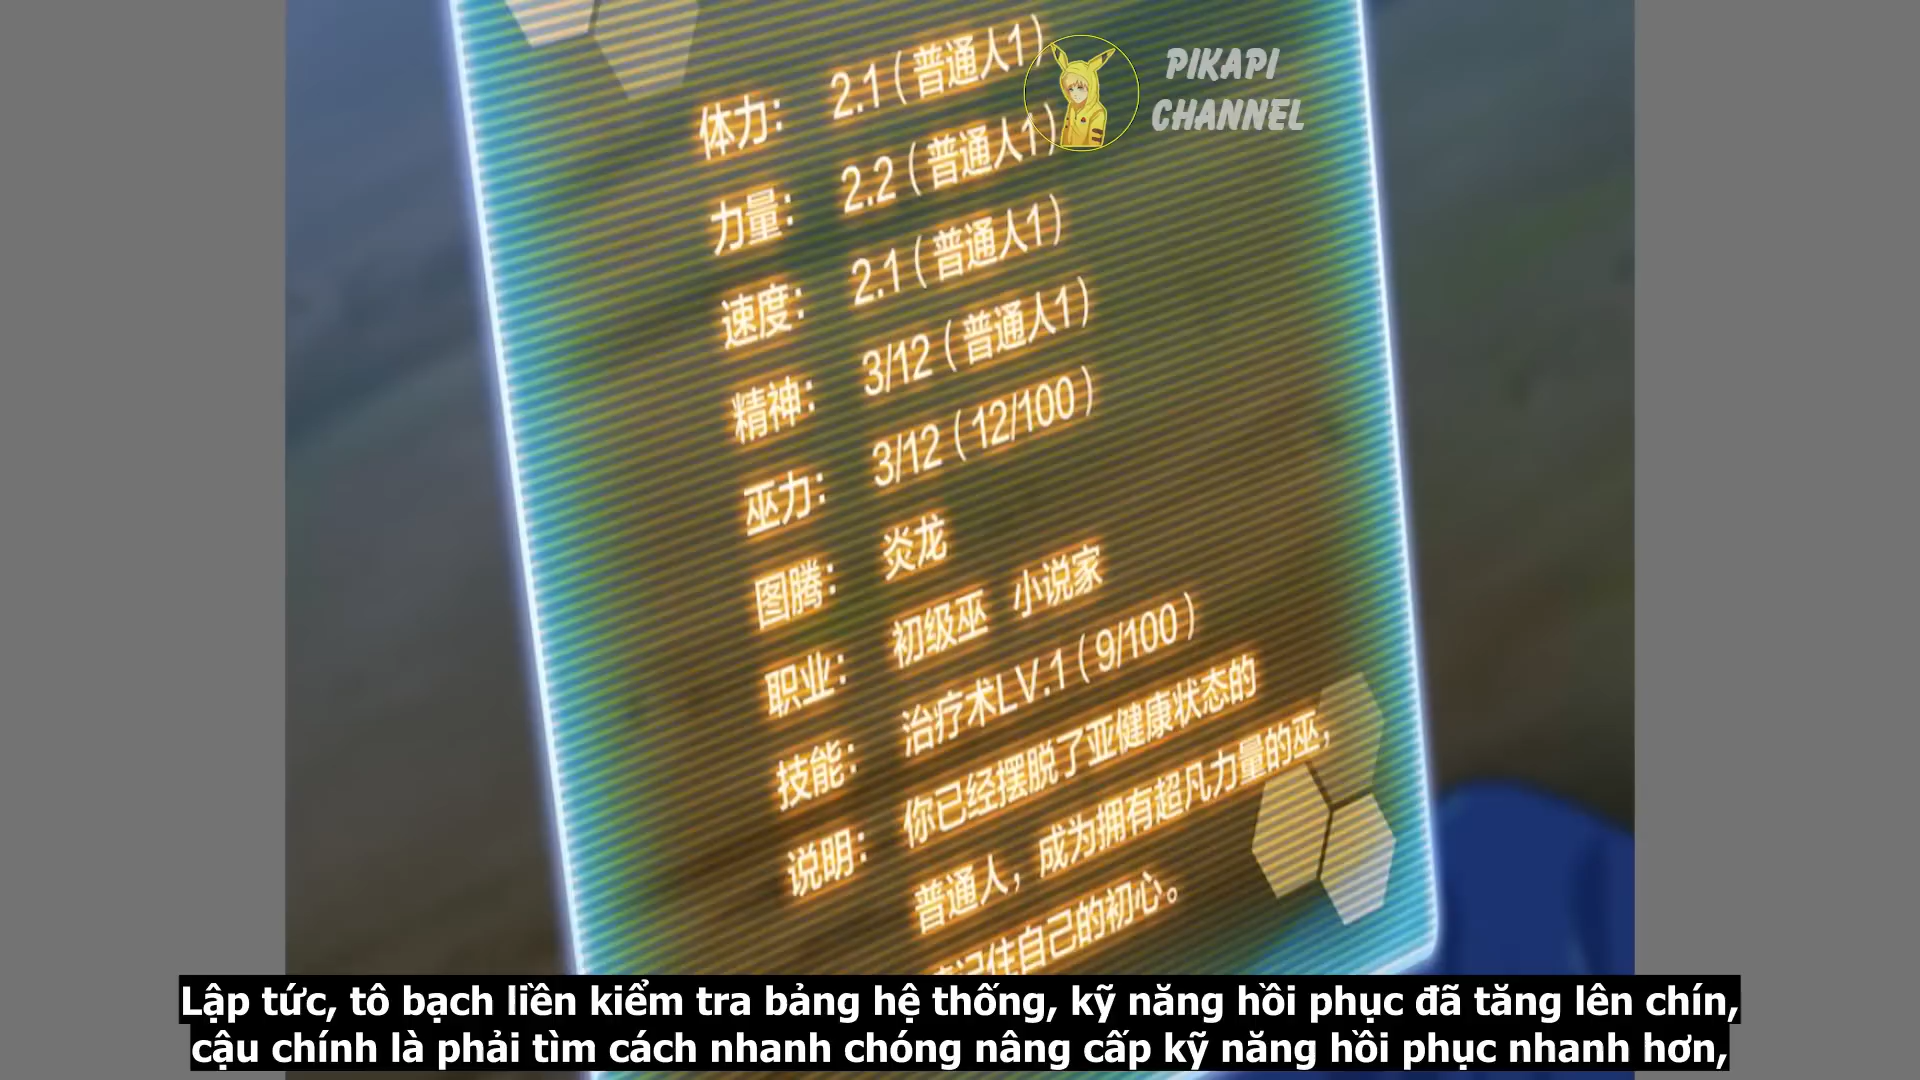 体力： 2.1（普通人1）
力量： 2.2（普通人1）
速度： 2.1（普通人1）
精神： 3/12（普通人1）
巫力： 3/12（12/100）
图腾： 炎龙
职业： 初级巫 小说家
技能： 治疗术LV.1（9/100）
说明： 你已经摆脱了亚健康状态的
普通人，成为拥有超凡力量的巫，
记住自己的初心。
PIKAPI
CHANNEL
Lập tức, tô bạch liền kiểm tra bảng hệ thống, kỹ năng hồi phục đã tăng lên chín,
cậu chính là phải tìm cách nhanh chóng nâng cấp kỹ năng hồi phục nhanh hơn,